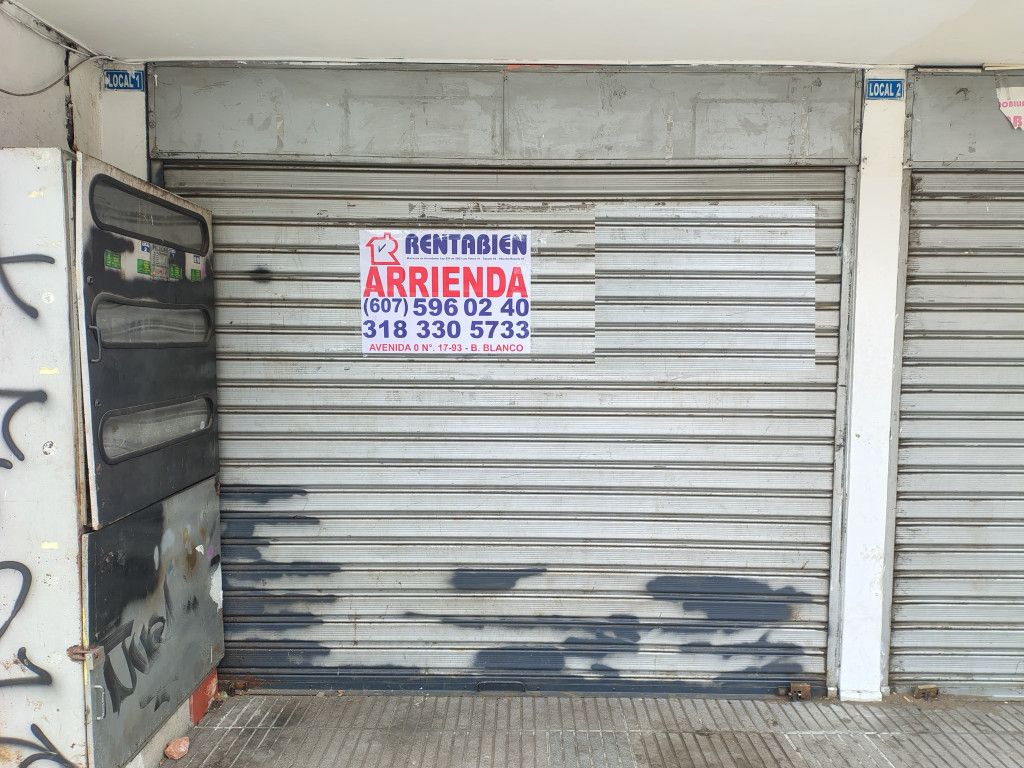 LOCAL 1
LOCAL 2
RENTABIEN
ARRIENDA
(607) 596 02 40
318 330 5733
AVENIDA 0 N°. 17-93 - B. BLANCO